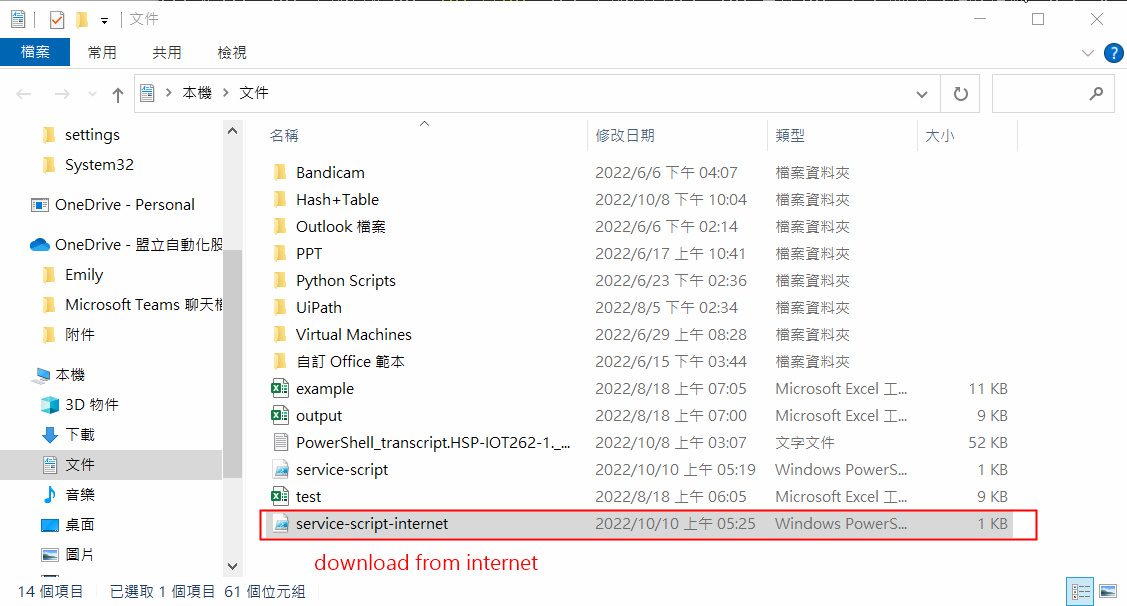 文件
檔案 常用 共用 檢視
本機 文件
名稱 修改日期 類型 大小
settings
System32
OneDrive - Personal
OneDrive - 盟立自動化股
Emily
Microsoft Teams 聊天檔
附件
本機
3D 物件
下載
文件
音樂
桌面
圖片
Bandicam 2022/6/6 下午 04:07 檔案資料夾
Hash+Table 2022/10/8 下午 10:04 檔案資料夾
Outlook 檔案 2022/6/6 下午 02:14 檔案資料夾
PPT 2022/6/17 上午 10:41 檔案資料夾
Python Scripts 2022/6/23 下午 02:36 檔案資料夾
UiPath 2022/8/5 下午 02:34 檔案資料夾
Virtual Machines 2022/6/29 上午 08:28 檔案資料夾
自訂 Office 範本 2022/6/15 下午 03:44 檔案資料夾
example 2022/8/18 上午 07:05 Microsoft Excel 工... 11 KB
output 2022/8/18 上午 07:00 Microsoft Excel 工... 9 KB
PowerShell_transcript.HSP-IOT262-1._... 2022/10/8 上午 03:07 文字文件 52 KB
service-script 2022/10/10 上午 05:19 Windows PowerS... 1 KB
test 2022/8/18 上午 06:05 Microsoft Excel 工... 9 KB
service-script-internet 2022/10/10 上午 05:25 Windows PowerS... 1 KB
download from internet
14 個項目 已選取 1 個項目 61 個位元組